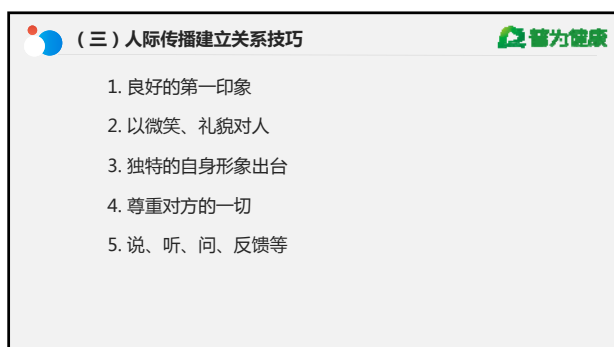 （三）人际传播建立关系技巧
普为健康
1. 良好的第一印象
2. 以微笑、礼貌对人
3. 独特的自身形象出台
4. 尊重对方的一切
5. 说、听、问、反馈等